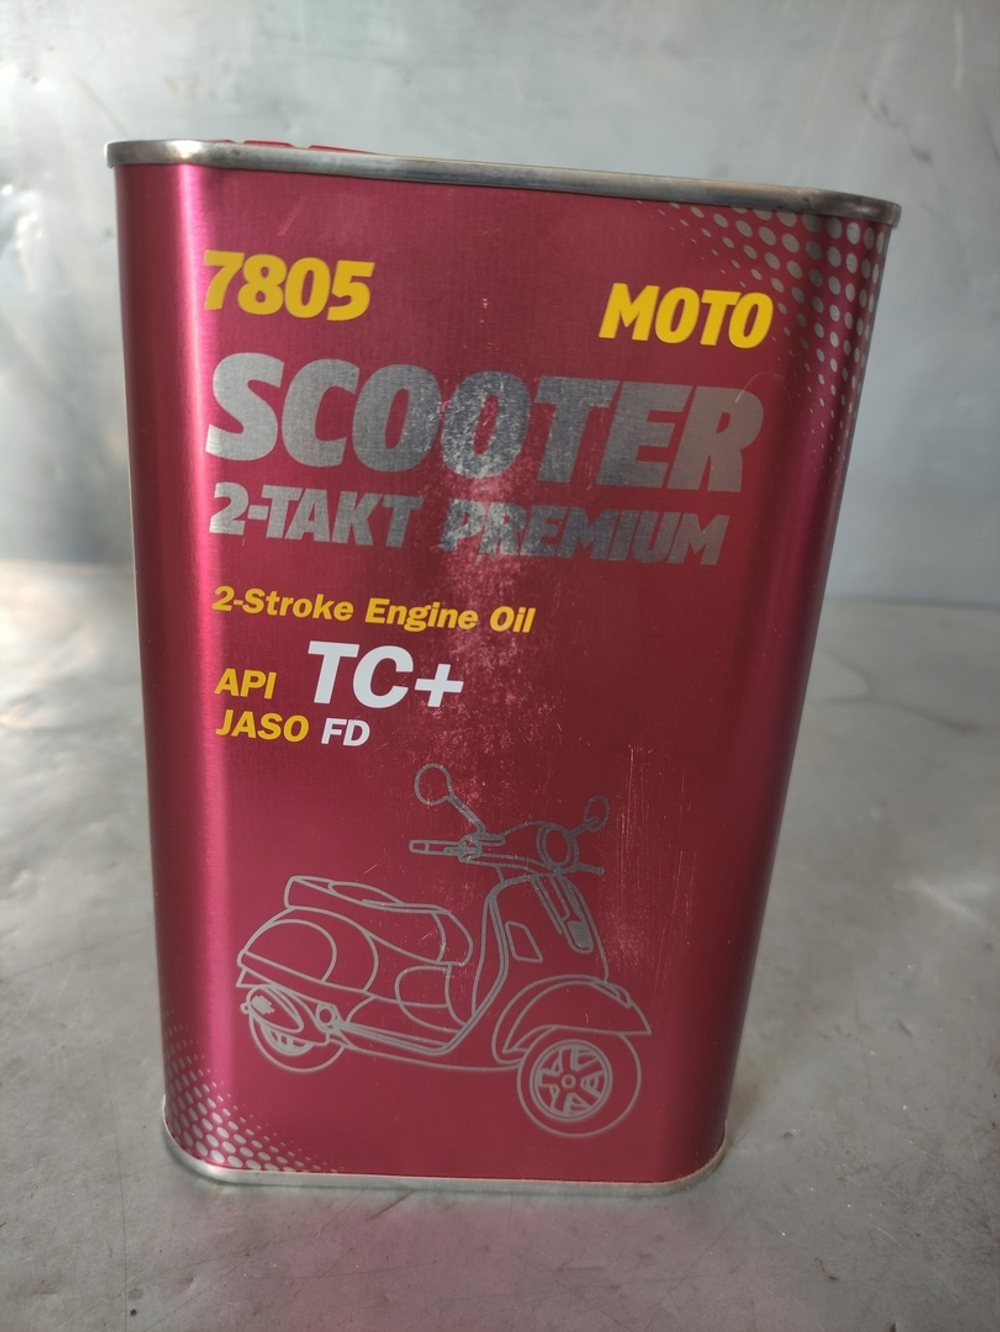 7805
MOTO
SCOOTER
2-TAKT PREMIUM
2-Stroke Engine Oil
API TC+
JASO FD